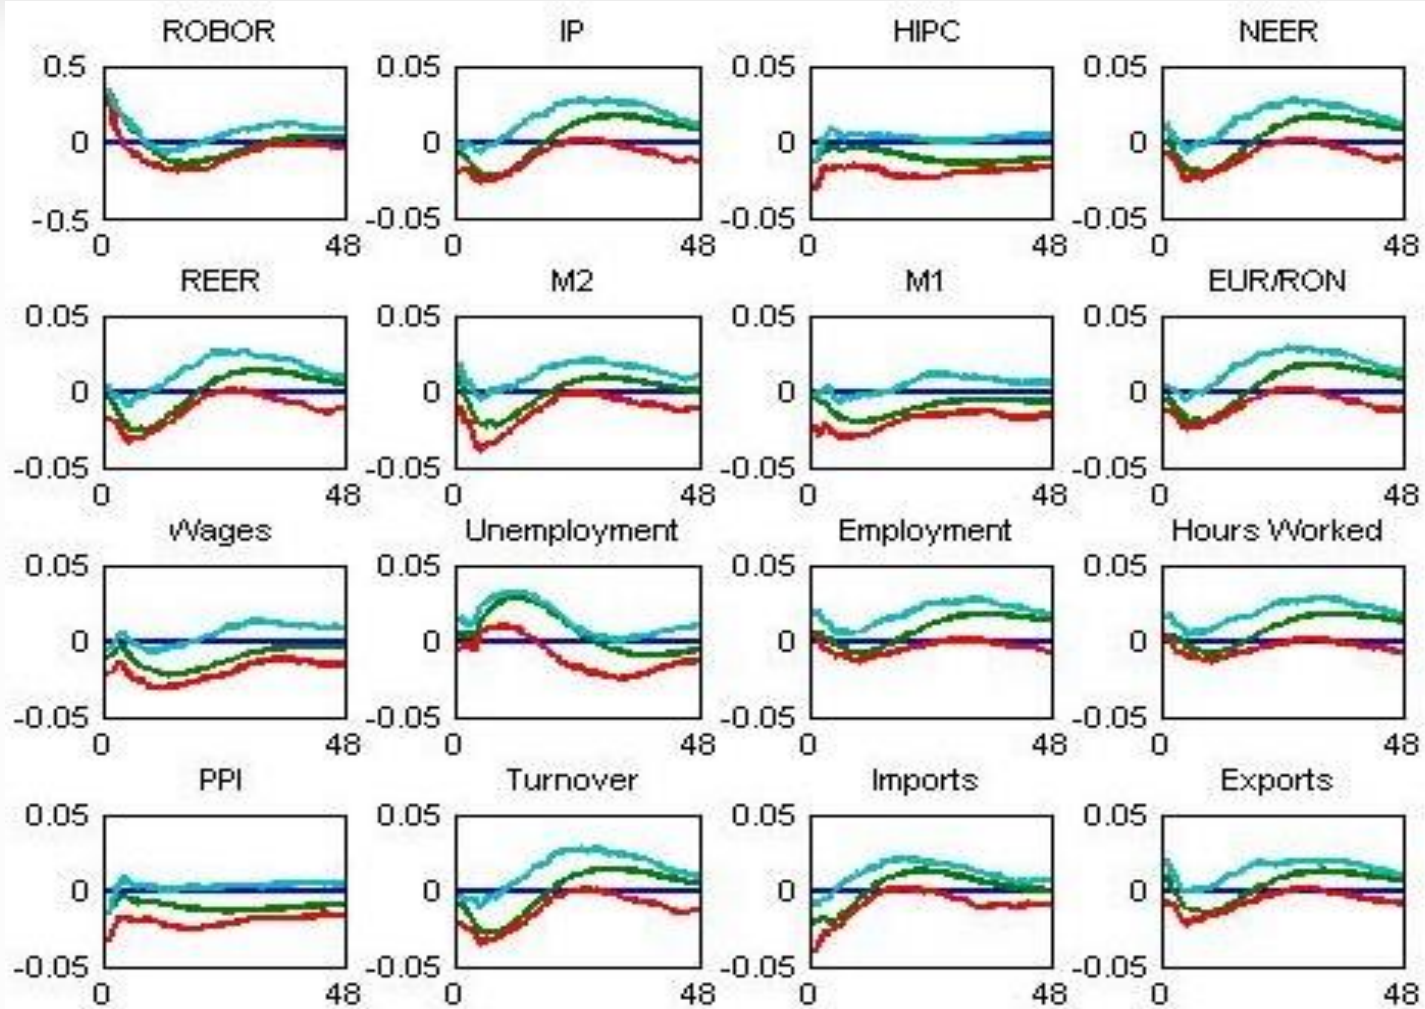 ROBOR IP HIPC NEER
0.5 0.05 0.05 0.05
0 0 0 0
-0.5 -0.05 -0.05 -0.05
0 48 0 48 0 48 0 48
REER M2 M1 EUR/RON
0.05 0.05 0.05 0.05
0 0 0 0
-0.05 -0.05 -0.05 -0.05
0 48 0 48 0 48 0 48
Wages Unemployment Employment Hours Worked
0.05 0.05 0.05 0.05
0 0 0 0
-0.05 -0.05 -0.05 -0.05
0 48 0 48 0 48 0 48
PPI Turnover Imports Exports
0.05 0.05 0.05 0.05
0 0 0 0
-0.05 -0.05 -0.05 -0.05
0 48 0 48 0 48 0 48